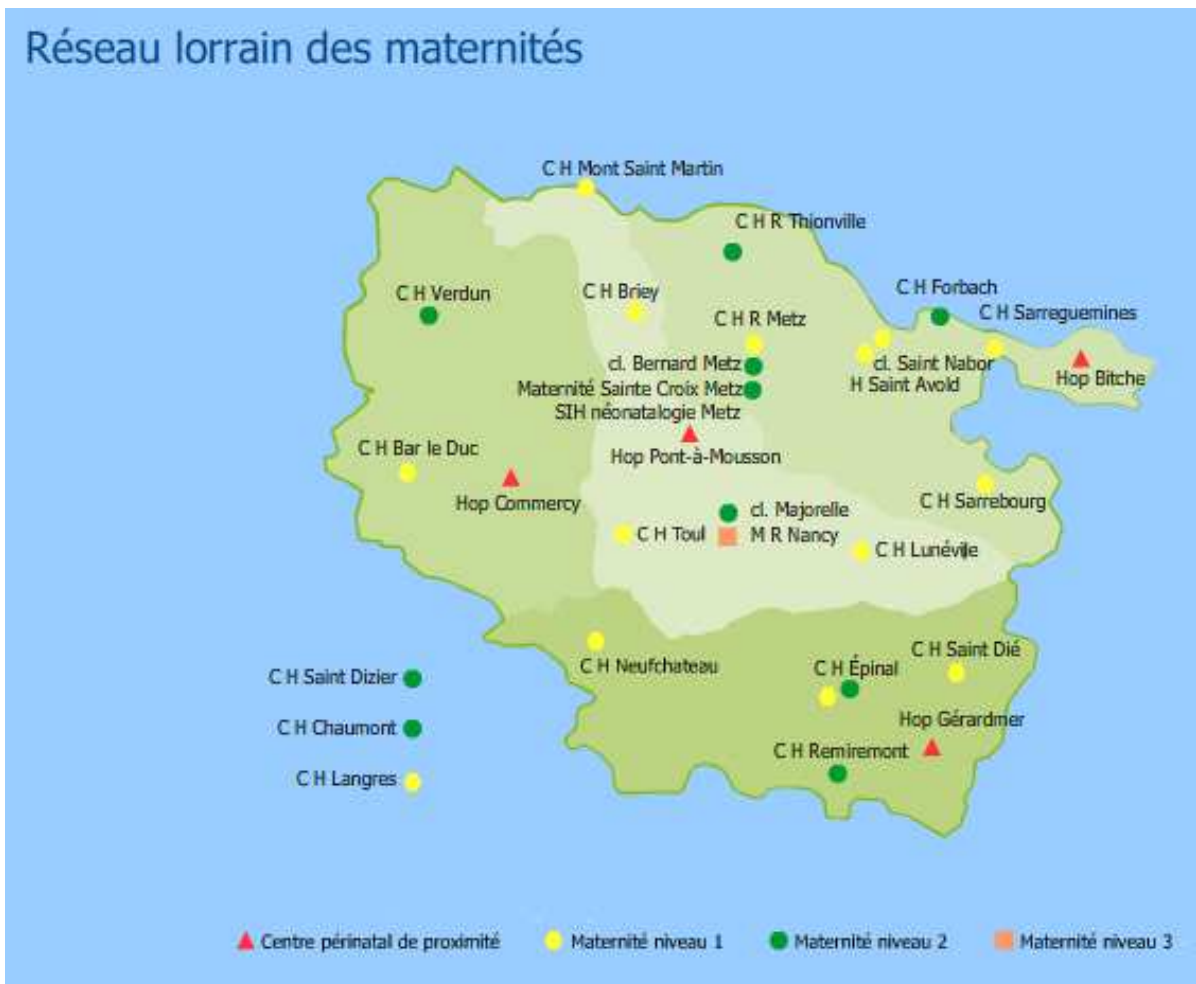 Réseau lorrain des maternités
C H Mont Saint Martin
C H R Thionville
C H Verdun
C H Briey
C H Forbach
C H Sarreguemines
C H R Metz
cl. Bernard Metz
cl. Saint Nabor
Hop Bitche
H Saint Avold
Maternité Sainte Croix Metz
SIH néonatalogie Metz
C H Bar le Duc
Hop Pont-à-Mousson
Hop Commercy
C H Sarrebourg
cl. Majorelle
C H Toul
M R Nancy
C H Lunéville
C H Neufchateau
C H Saint Dié
C H Épinal
C H Saint Dizier
Hop Gérardmer
C H Chaumont
C H Remiremont
C H Langres
Centre périnatal de proximité
Maternité niveau 1
Maternité niveau 2
Maternité niveau 3